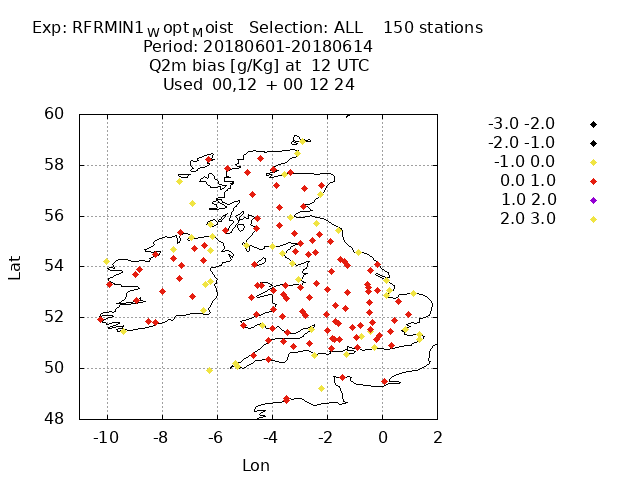 Exp: RFRMIN1WoptMoist Selection: ALL 150 stations
Period: 20180601-20180614
Q2m bias [g/Kg] at 12 UTC
Used 00,12 + 00 12 24
-3.0 -2.0
-2.0 -1.0
-1.0 0.0
0.0 1.0
1.0 2.0
2.0 3.0
Lat
60
58
56
54
52
50
48
-10 -8 -6 -4 -2 0 2
Lon